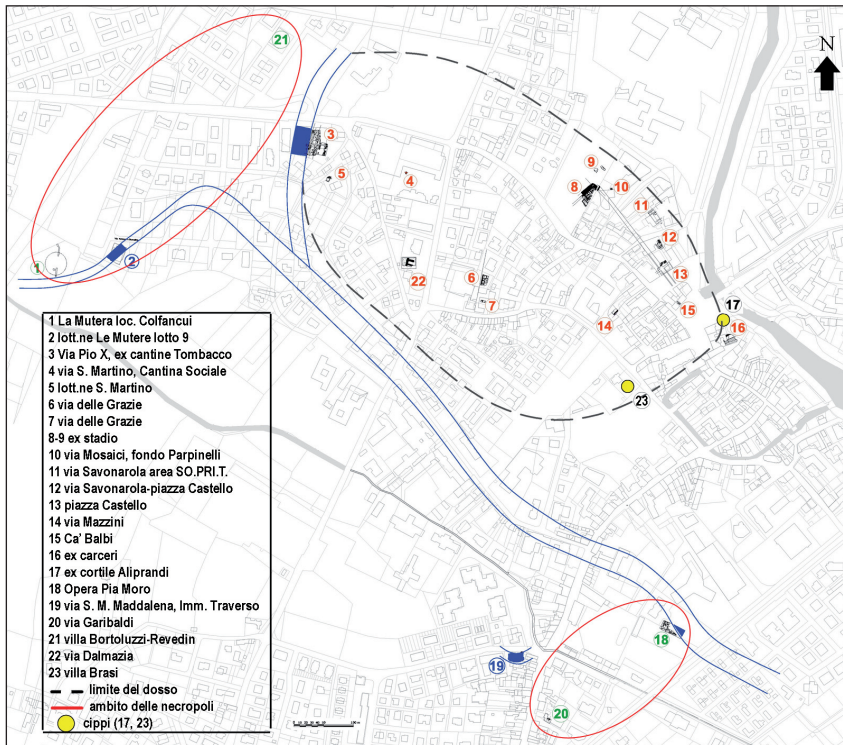 21
N
3
5
4
9
8
10
11
12
13
22
6
7
15
14
17
16
1
2
23
1 La Mutera loc. Colfancui
2 lott.ne Le Mutere lotto 9
3 Via Pio X, ex cantine Tombacco
4 via S. Martino, Cantina Sociale
5 lott.ne S. Martino
6 via delle Grazie
7 via delle Grazie
8-9 ex stadio
10 via Mosaici, fondo Parpinelli
11 via Savonarola area SO.PRI.T.
12 via Savonarola-piazza Castello
13 piazza Castello
14 via Mazzini
15 Ca' Balbi
16 ex carceri
17 ex cortile Aliprandi
18 Opera Pia Moro
19 via S. M. Maddalena, Imm. Traverso
20 via Garibaldi
21 villa Bortoluzzi-Revedin
22 via Dalmazia
23 villa Brasi
limite del dosso
ambito delle necropoli
cippi (17, 23)
18
19
20